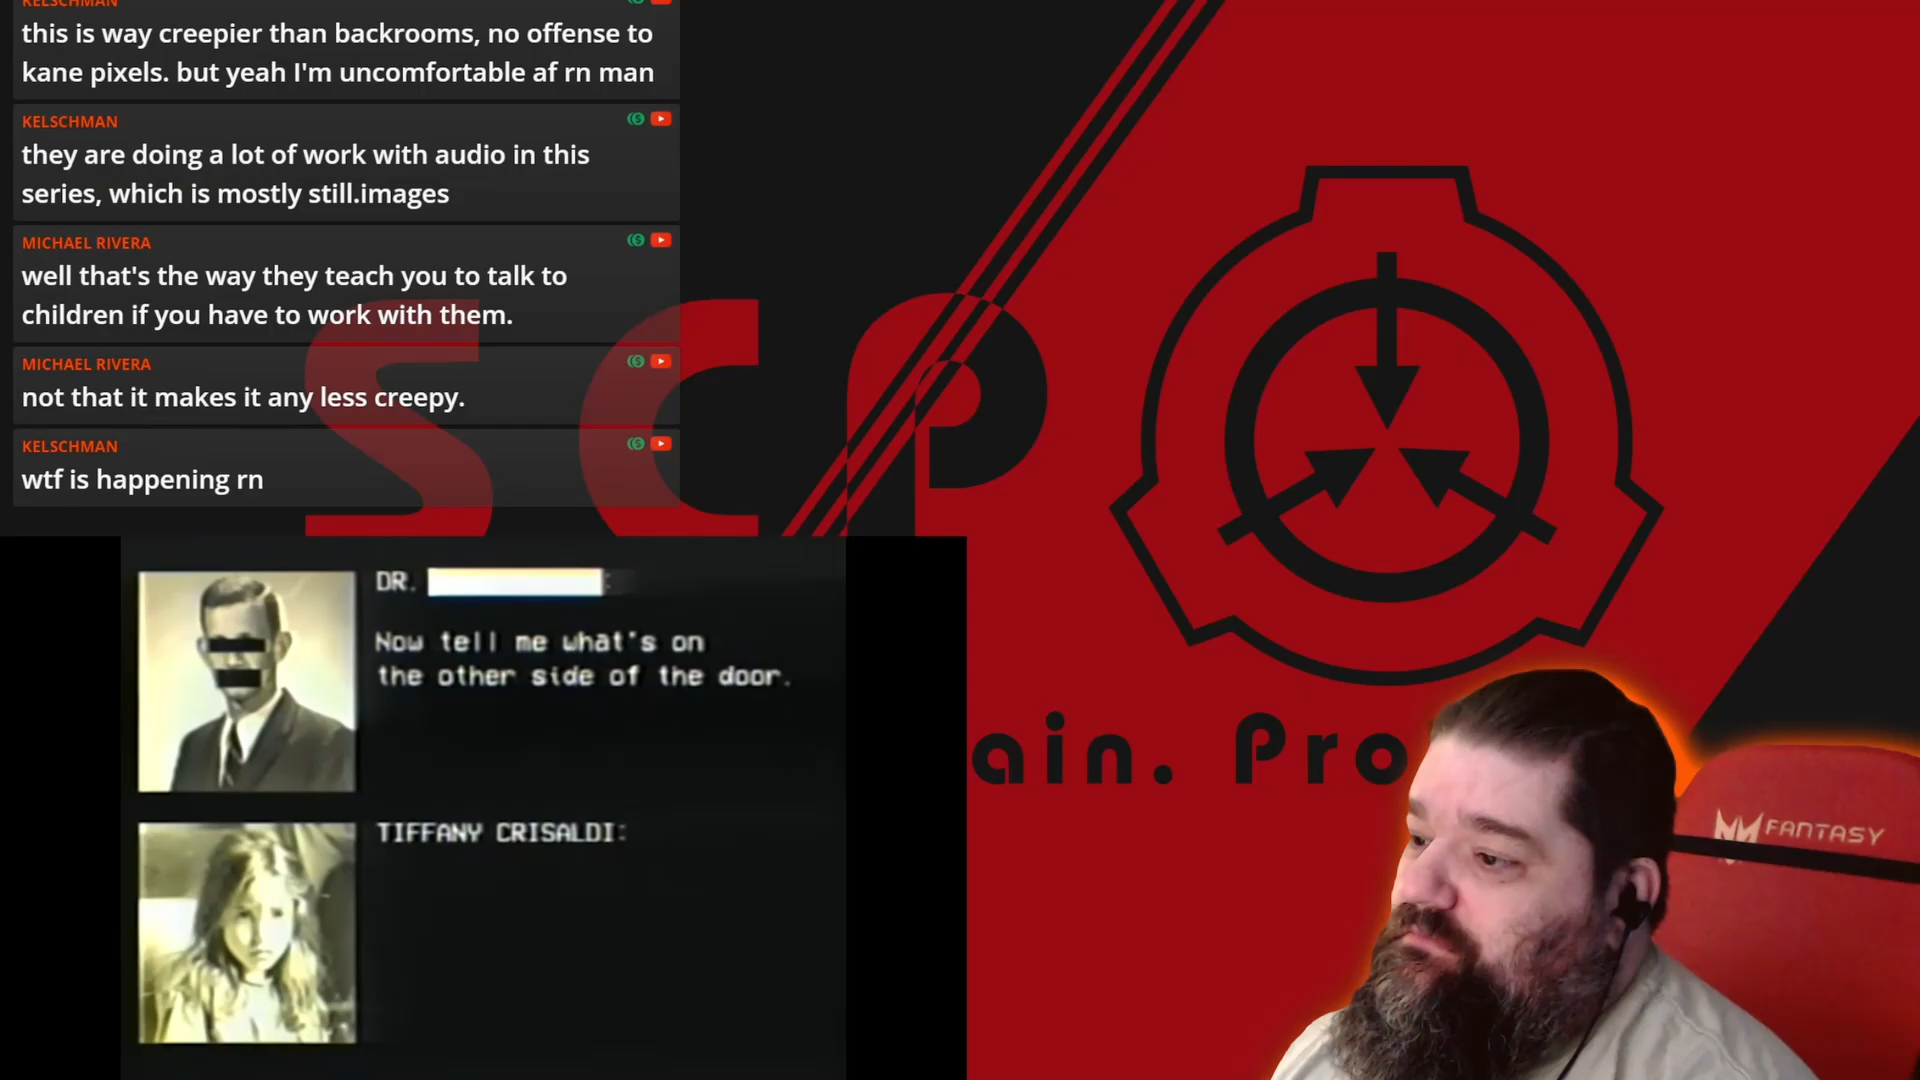 KELSCHMAN
this is way creepier than backrooms, no offense to
kane pixels. but yeah I'm uncomfortable af rn man
KELSCHMAN
they are doing a lot of work with audio in this
series, which is mostly still.images
MICHAEL RIVERA
well that's the way they teach you to talk to
children if you have to work with them.
MICHAEL RIVERA
not that it makes it any less creepy.
KELSCHMAN
wtf is happening rn
SCP
ain. Pro
DR. :
Now tell me what's on
the other side of the door.
TIFFANY CRISALDI:
FANTASY